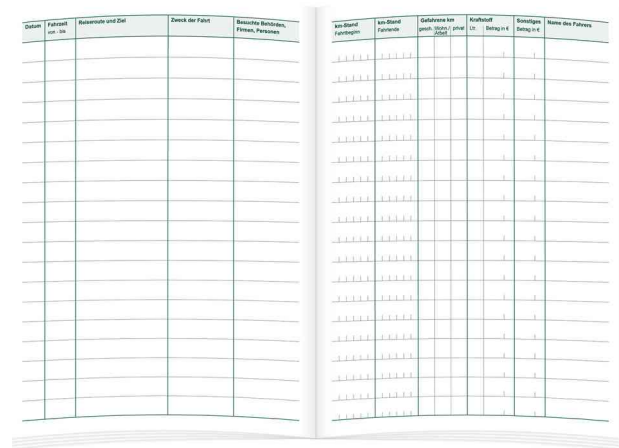 Datum Fahrzeit Reiseroute und Ziel Zweck der Fahrt Besuchte Behörden,
von - bis Firmen, Personen
km-Stand km-Stand Gefahrene km Kraftstoff Sonstiges Name des Fahrers
Fahrtbeginn Fahrtende gesch. Wohn./ privat Ltr. Betrag in € Betrag in €
Arbeit